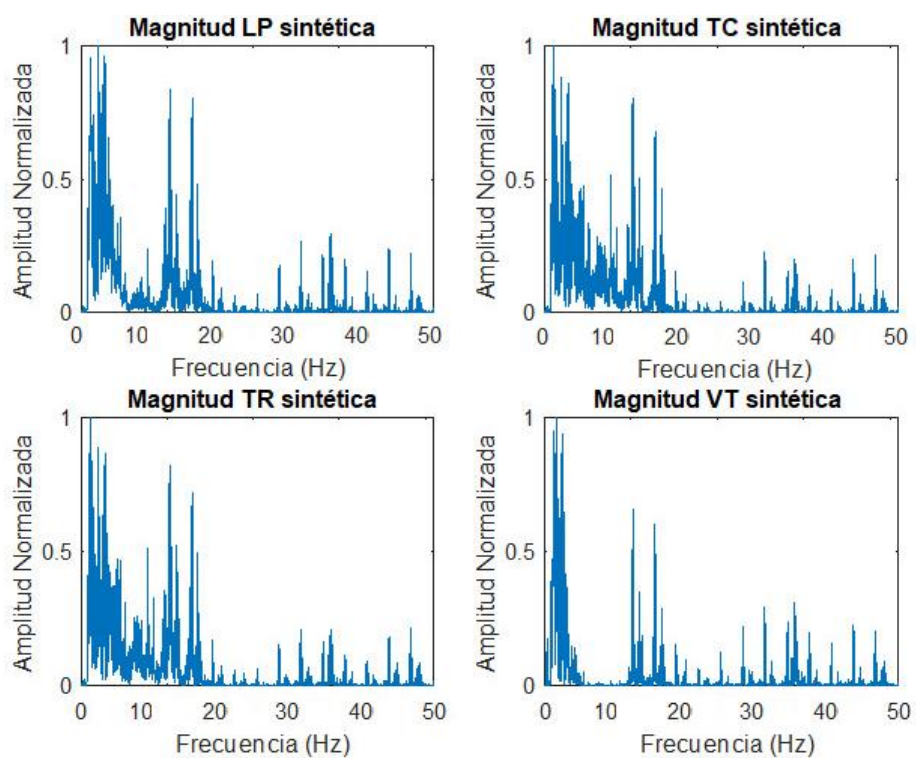 Magnitud LP sintética
1
0.5
0
Amplitud Normalizada
0 10 20 30 40 50
Frecuencia (Hz)
Magnitud TC sintética
1
0.5
0
Amplitud Normalizada
0 10 20 30 40 50
Frecuencia (Hz)
Magnitud TR sintética
1
0.5
0
Amplitud Normalizada
0 10 20 30 40 50
Frecuencia (Hz)
Magnitud VT sintética
1
0.5
0
Amplitud Normalizada
0 10 20 30 40 50
Frecuencia (Hz)